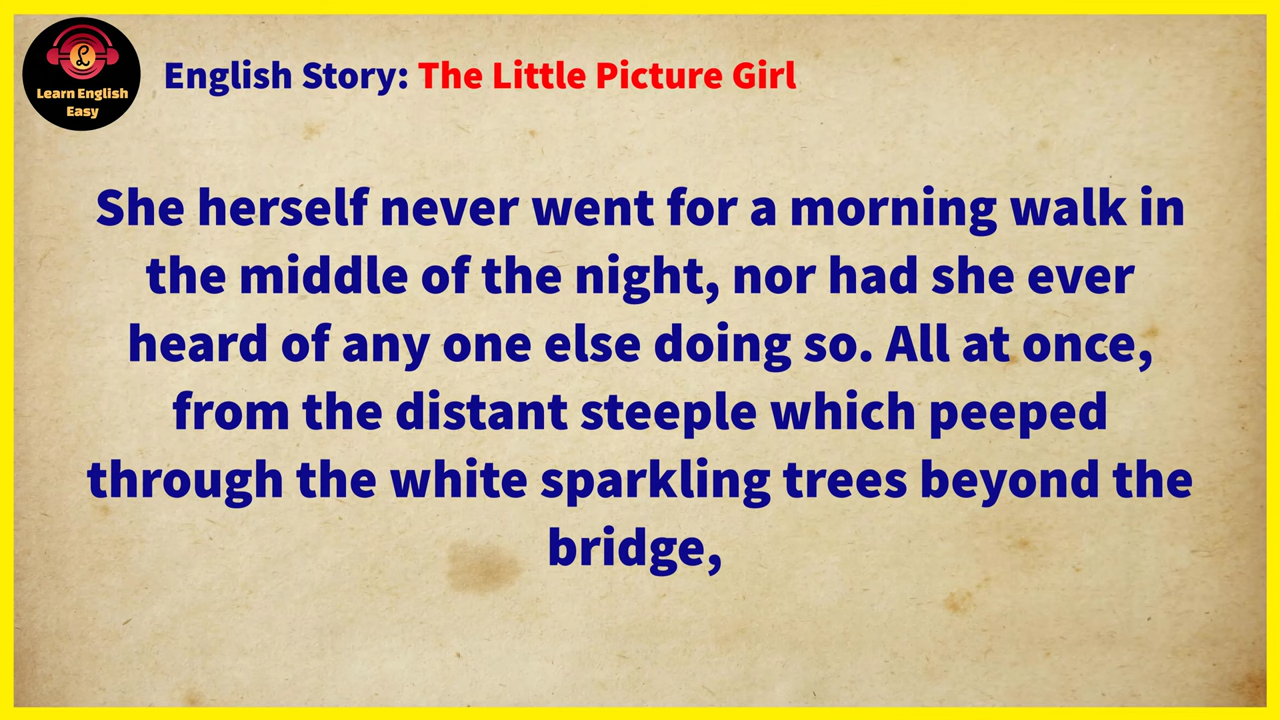 Learn English
Easy
English Story: The Little Picture Girl
She herself never went for a morning walk in
the middle of the night, nor had she ever
heard of any one else doing so. All at once,
from the distant steeple which peeped
through the white sparkling trees beyond the
bridge,